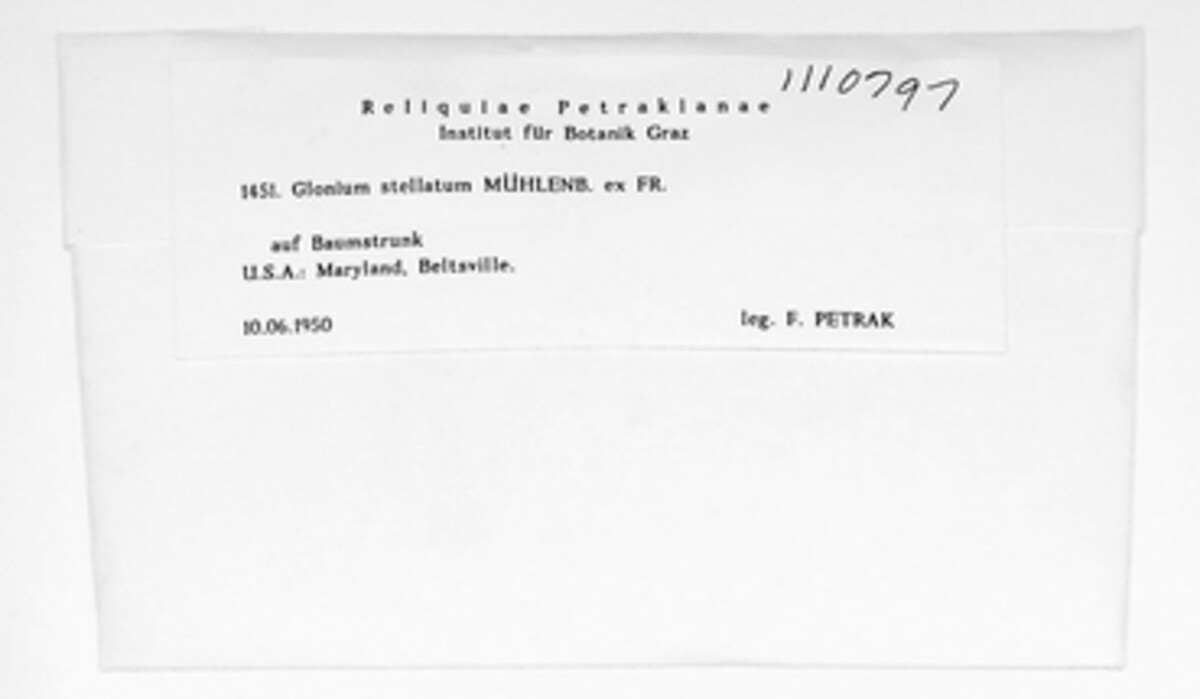 1110797
Reliquiae Petrakianae
Institut für Botanik Graz
1451. Glonium stellatum MÜHLENB. ex FR.
auf Baumstrunk
U.S.A.: Maryland, Beltsville.
10.06.1950 leg. F. PETRAK